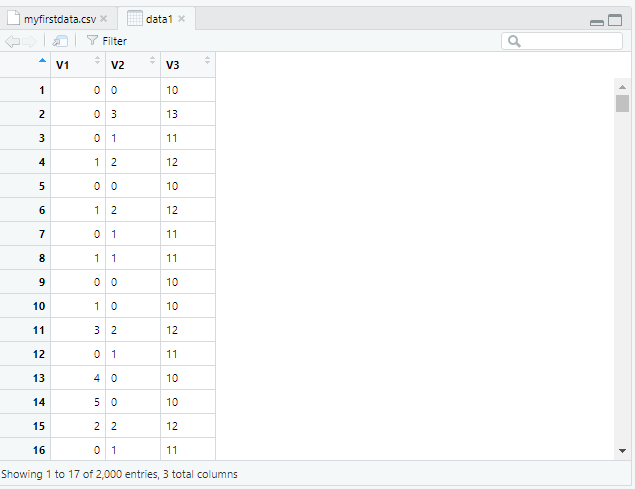 myfirstdata.csv data1
Filter
V1 V2 V3
1 0 0 10
2 0 3 13
3 0 1 11
4 1 2 12
5 0 0 10
6 1 2 12
7 0 1 11
8 1 1 11
9 0 0 10
10 1 0 10
11 3 2 12
12 0 1 11
13 4 0 10
14 5 0 10
15 2 2 12
16 0 1 11
Showing 1 to 17 of 2,000 entries, 3 total columns